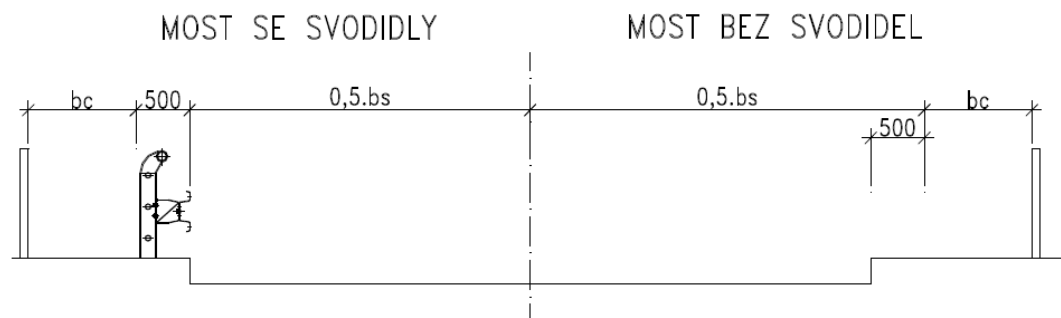 MOST SE SVODIDLY MOST BEZ SVODIDEL
bc 500 0,5.bs 0,5.bs bc
500